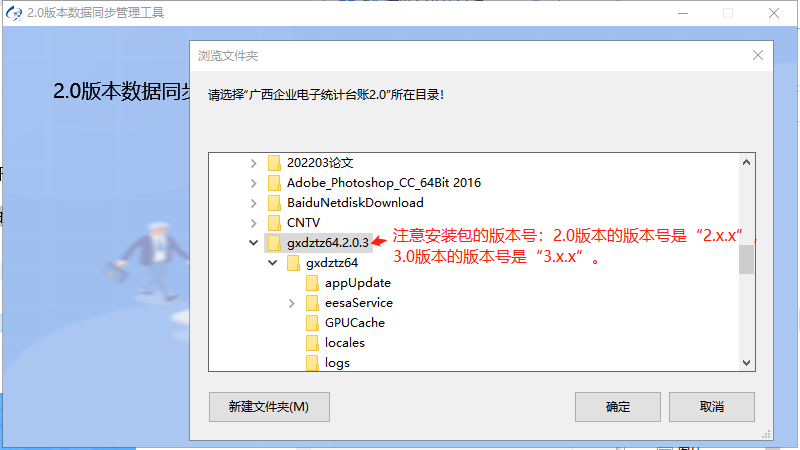 2.0版本数据同步管理工具
浏览文件夹
2.0版本数据同步
请选择“广西企业电子统计台账2.0”所在目录！
202203论文
Adobe_Photoshop_CC_64Bit 2016
BaiduNetdiskDownload
CNTV
gxdztz64.2.0.3
注意安装包的版本号：2.0版本的版本号是“2.x.x”，
3.0版本的版本号是“3.x.x”。
gxdztz64
appUpdate
eesaService
GPUCache
locales
logs
新建文件夹(M)
确定
取消